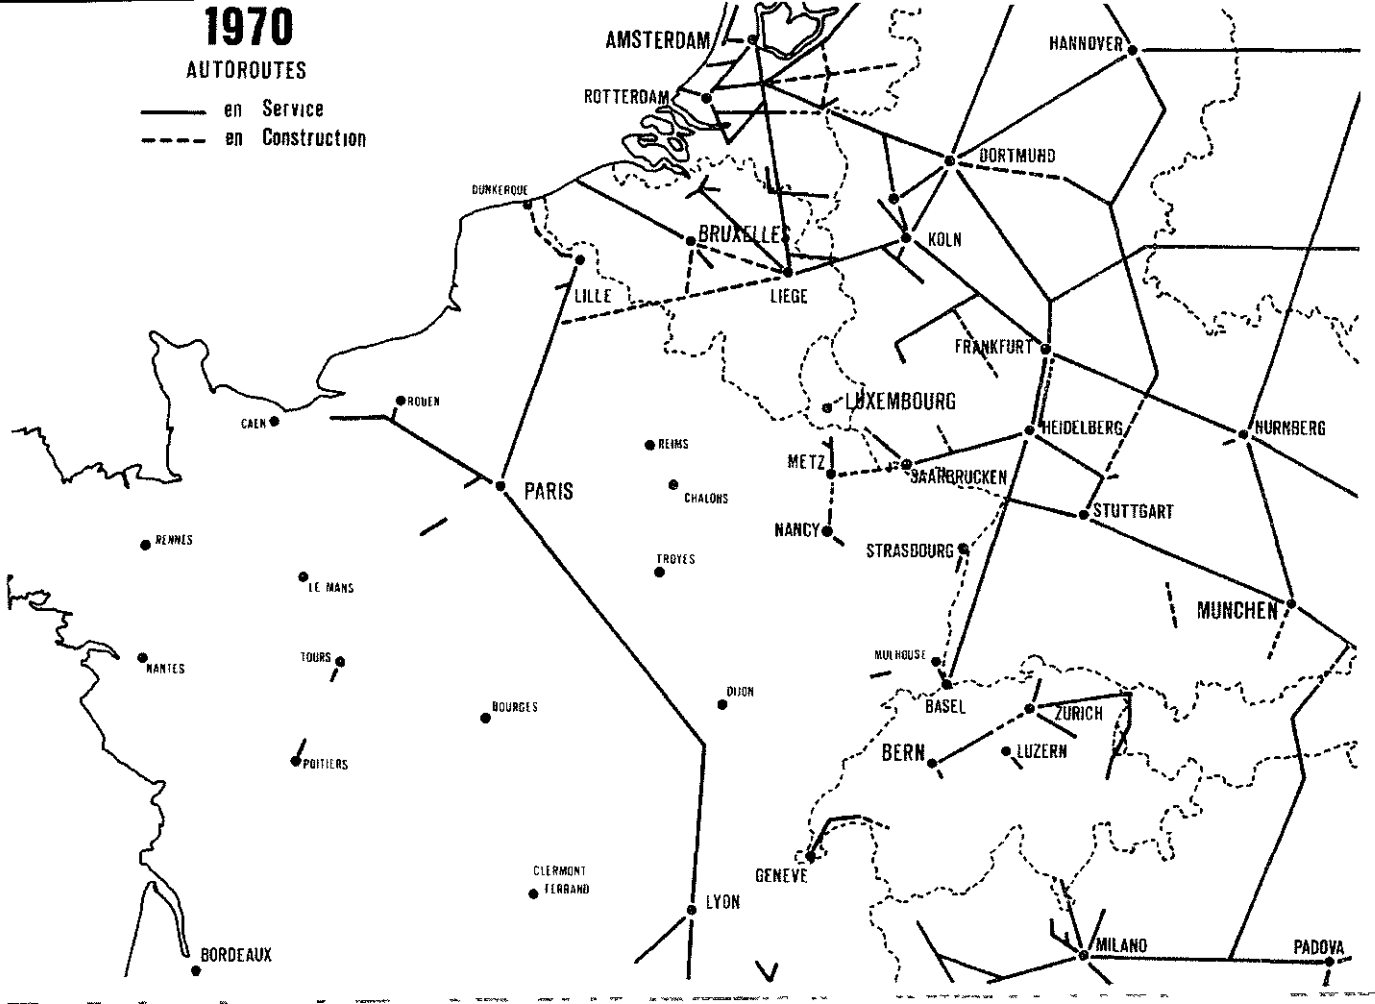 1970
AUTOROUTES
en Service
en Construction
AMSTERDAM
HANNOVER
ROTTERDAM
DORTMUND
DUNKERQUE
BRUXELLES
KOLN
LILLE
LIEGE
FRANKFURT
ROUEN
LUXEMBOURG
CAEN
HEIDELBERG
NURNBERG
REIMS
METZ
SAARBRUCKEN
PARIS
CHALONS
STUTTGART
NANCY
RENNES
STRASBOURG
TROYES
LE MANS
MUNCHEN
TOURS
MULHOUSE
NANTES
DIJON
BASEL
BOURGES
ZURICH
BERN
LUZERN
POITIERS
CLERMONT
FERRAND
GENEVE
LYON
MILANO
PADOVA
BORDEAUX